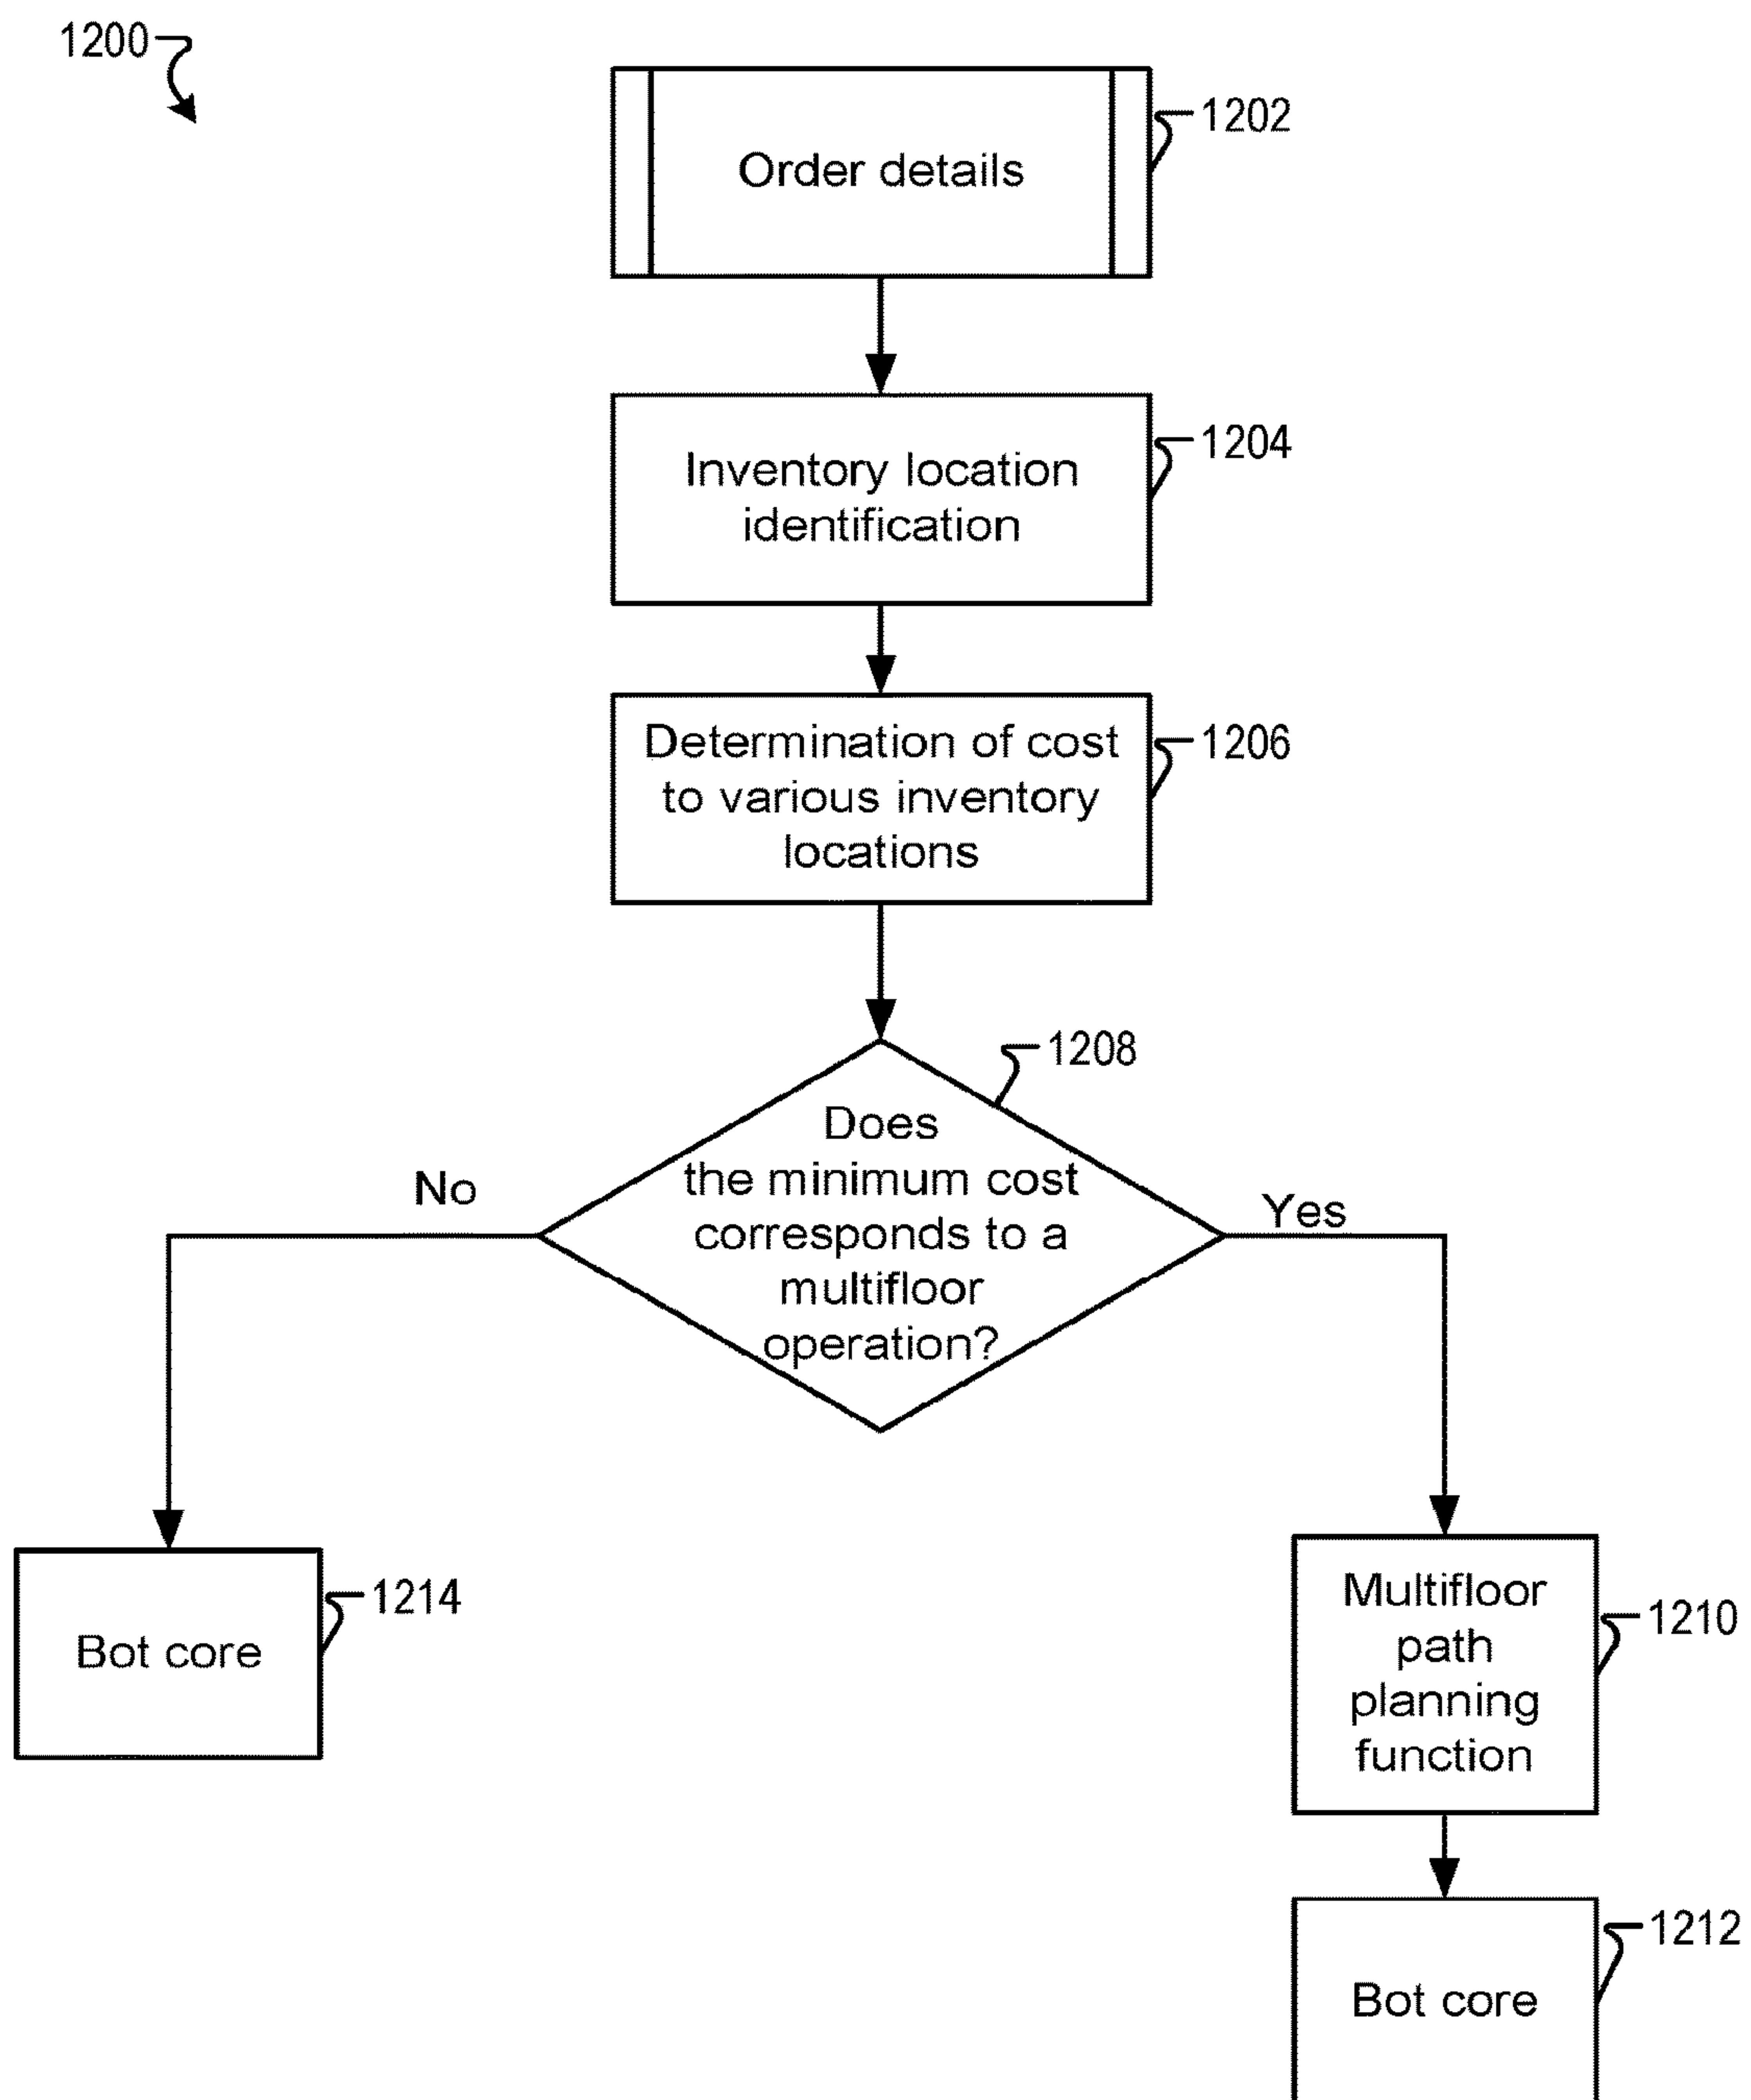 1200
1202
Order details
1204
Inventory location
identification
1206
Determination of cost
to various inventory
locations
1208
Does
the minimum cost
corresponds to a
multifloor
operation?
No
Yes
1214
Bot core
1210
Multifloor
path
planning
function
1212
Bot core